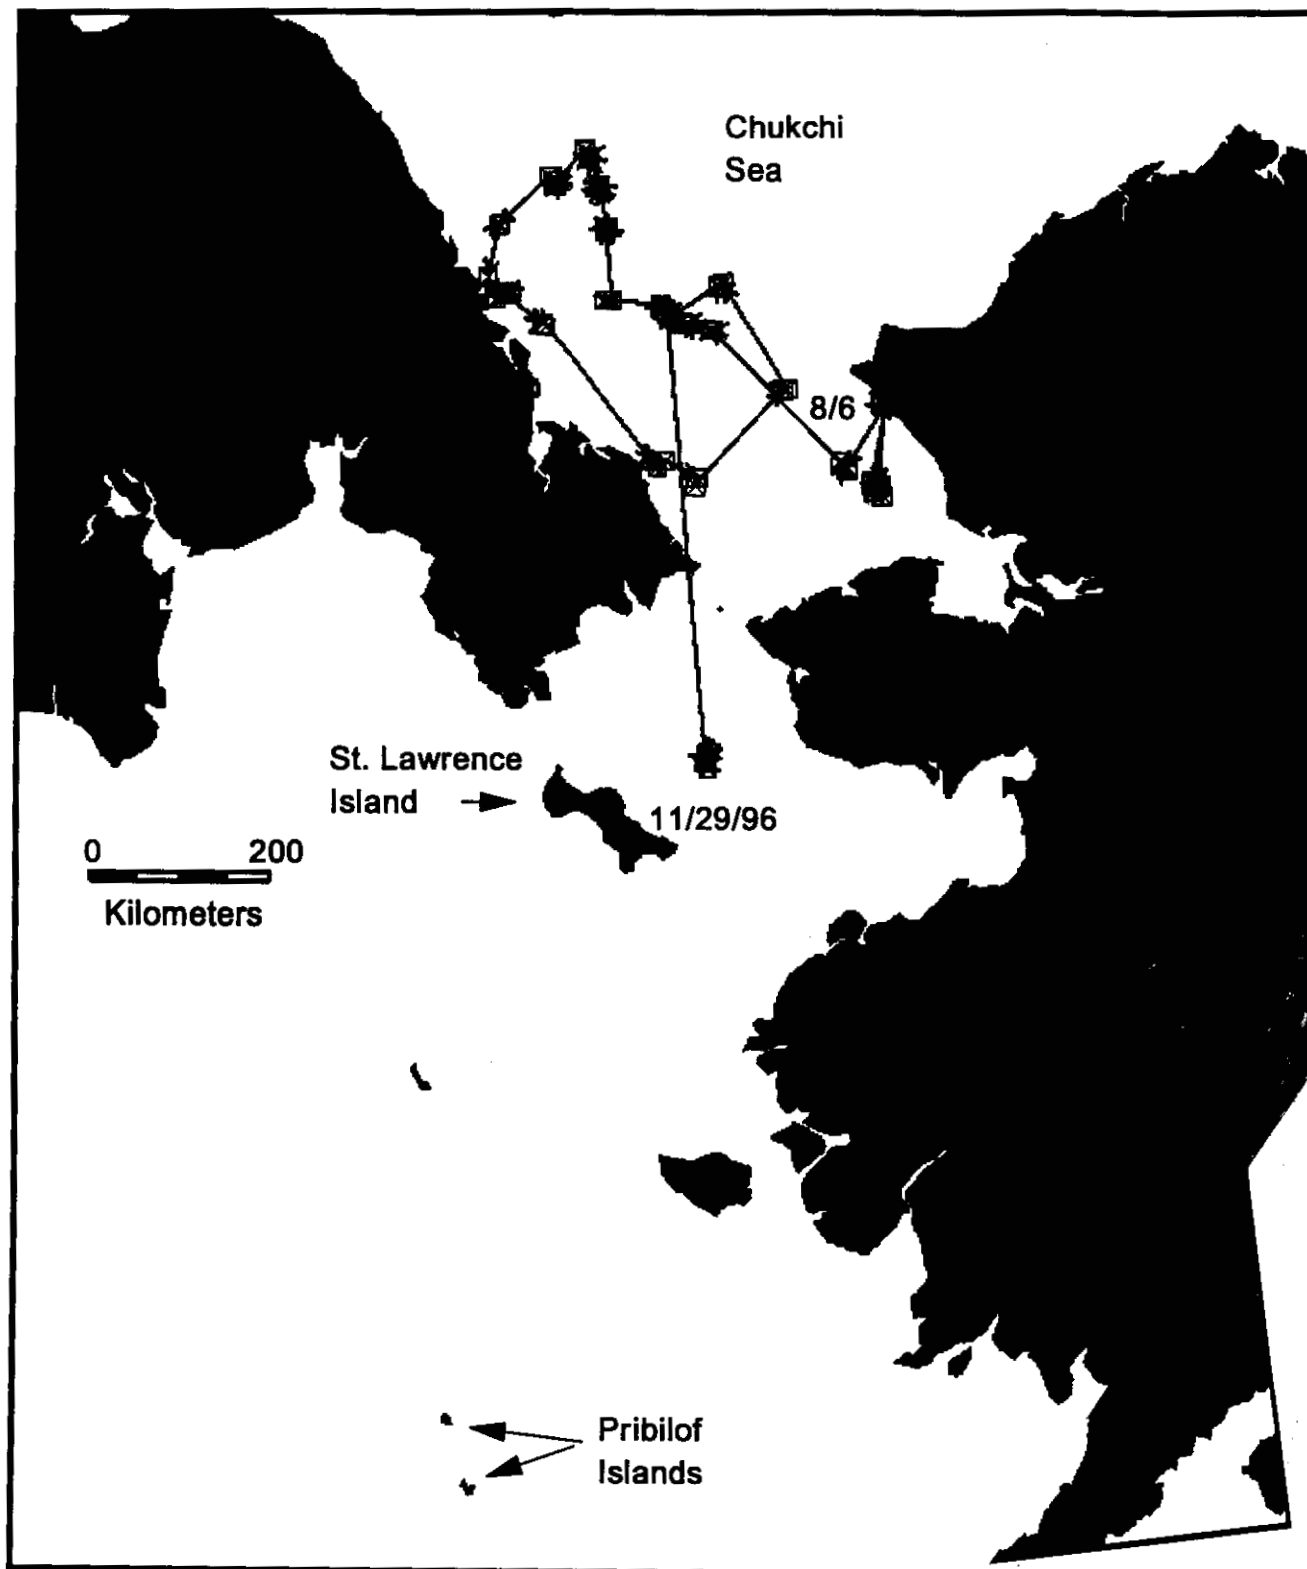 Chukchi
Sea
8/6
St. Lawrence
Island
11/29/96
0 200
Kilometers
Pribilof
Islands